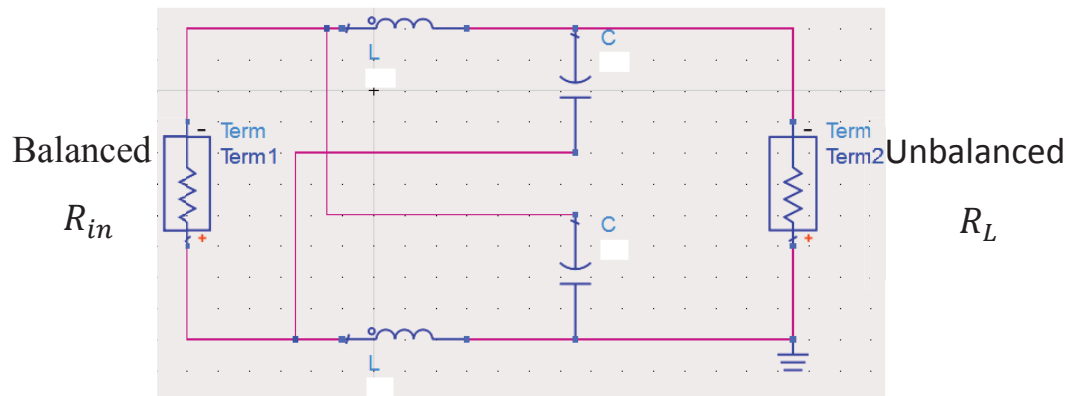 L
C
Balanced
R_in
-
Term
Term1
+
C
L
-
Term
Term2
+
Unbalanced
R_L